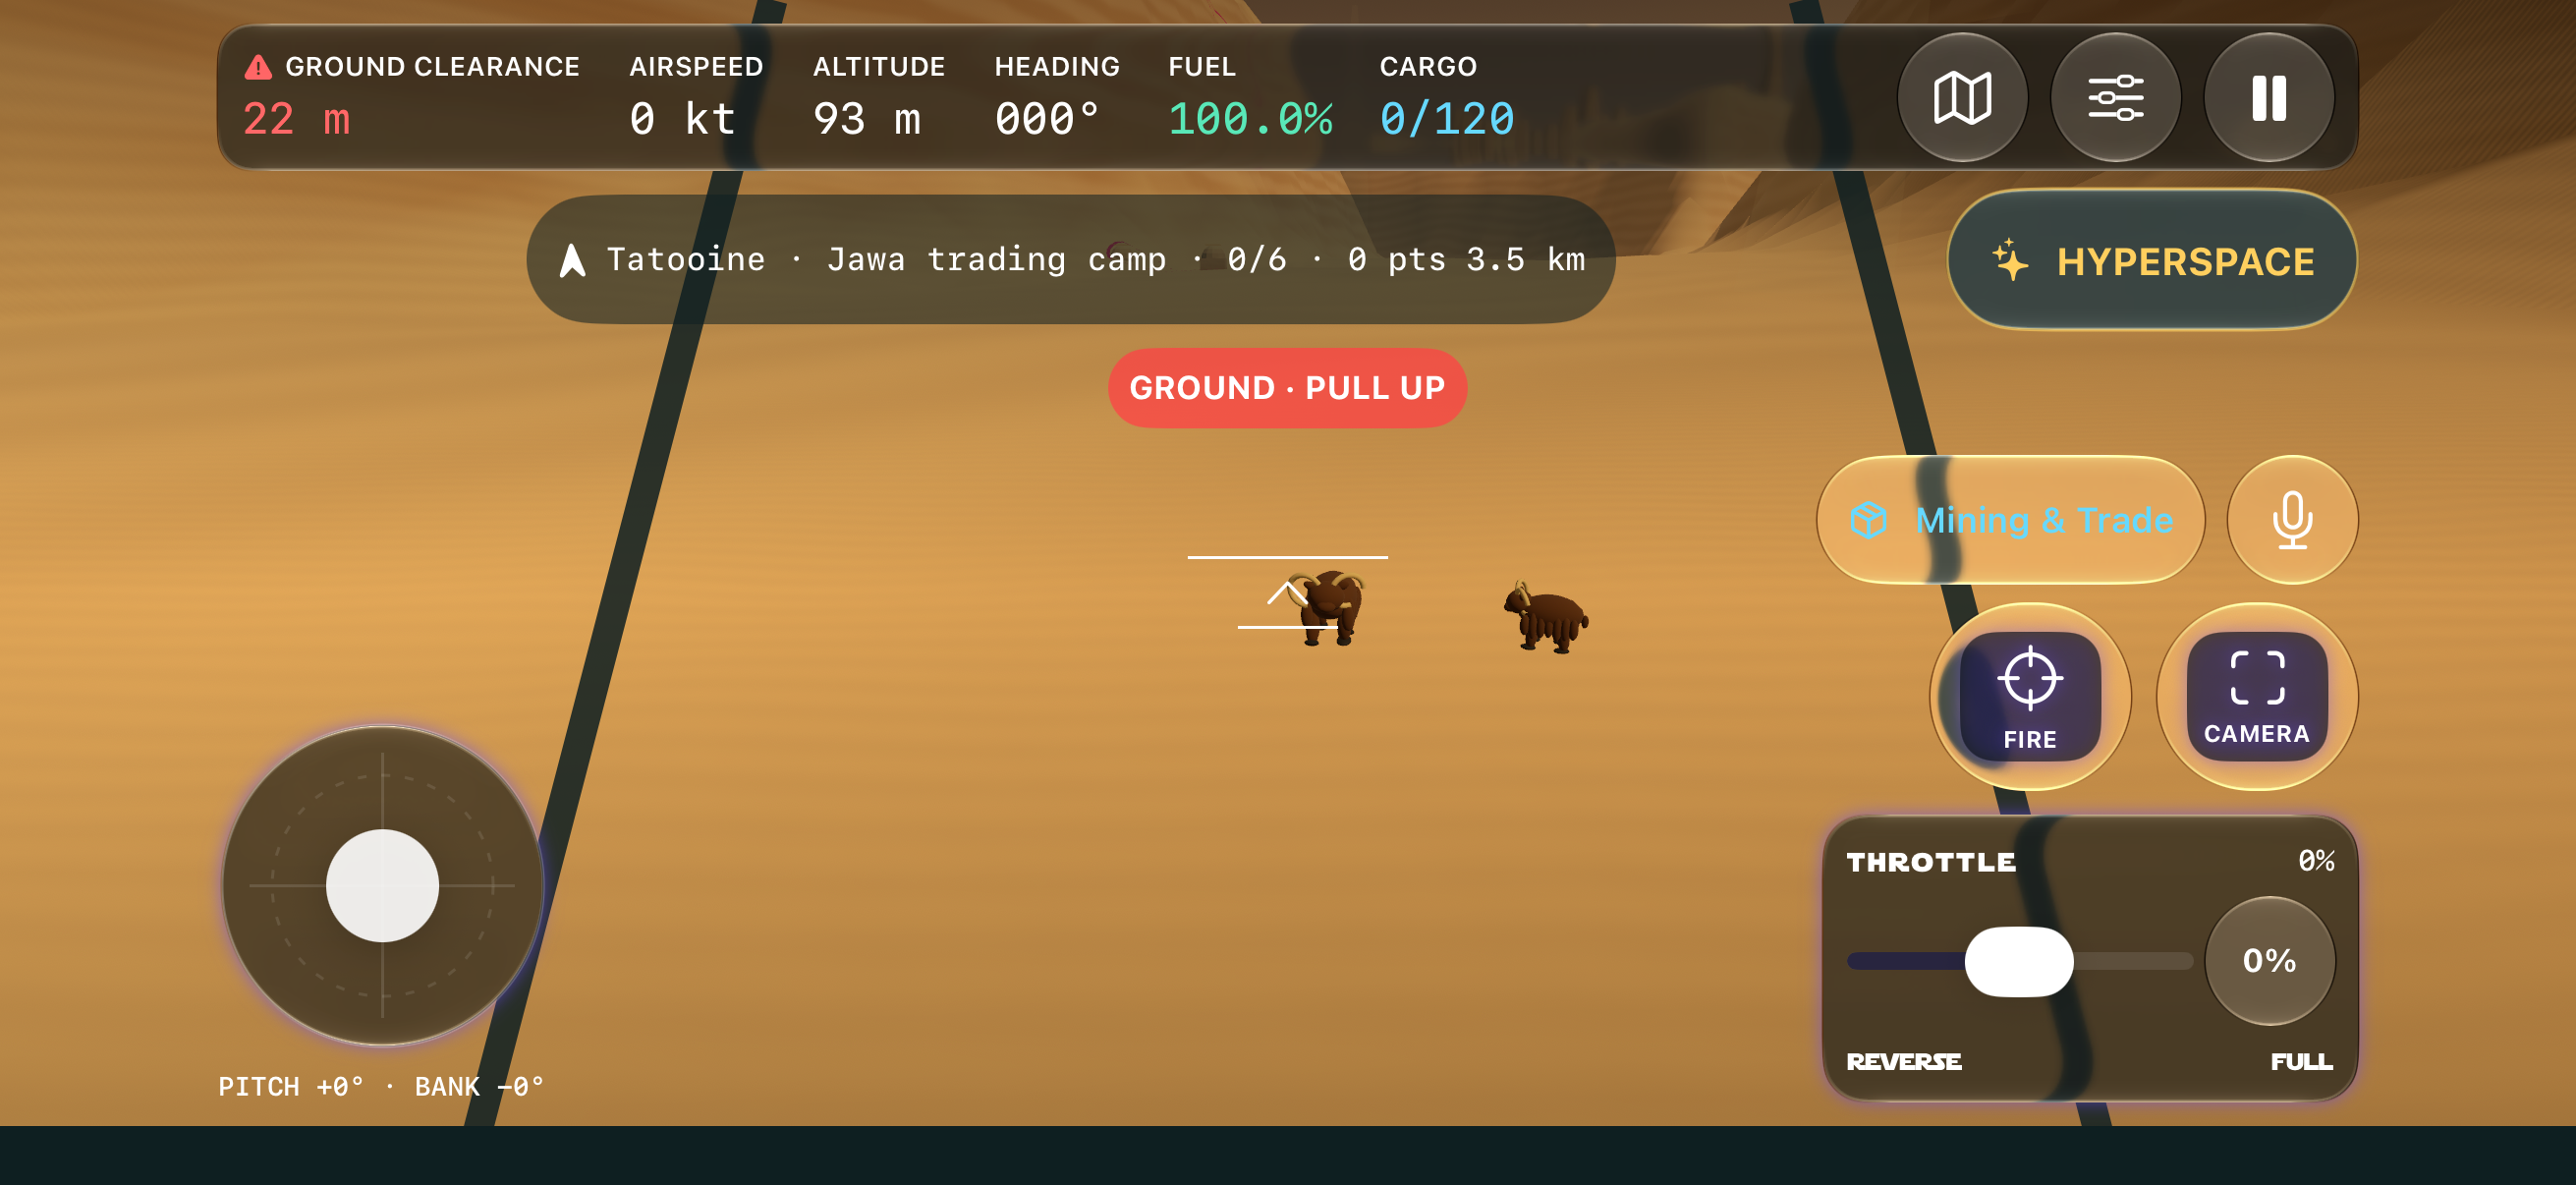 GROUND CLEARANCE AIRSPEED ALTITUDE HEADING FUEL CARGO
22 m 0 kt 93 m 000° 100.0% 0/120
Tatooine · Jawa trading camp · 0/6 · 0 pts 3.5 km
HYPERSPACE
GROUND · PULL UP
Mining & Trade
FIRE
CAMERA
THROTTLE 0%
0%
REVERSE FULL
PITCH +0° · BANK −0°